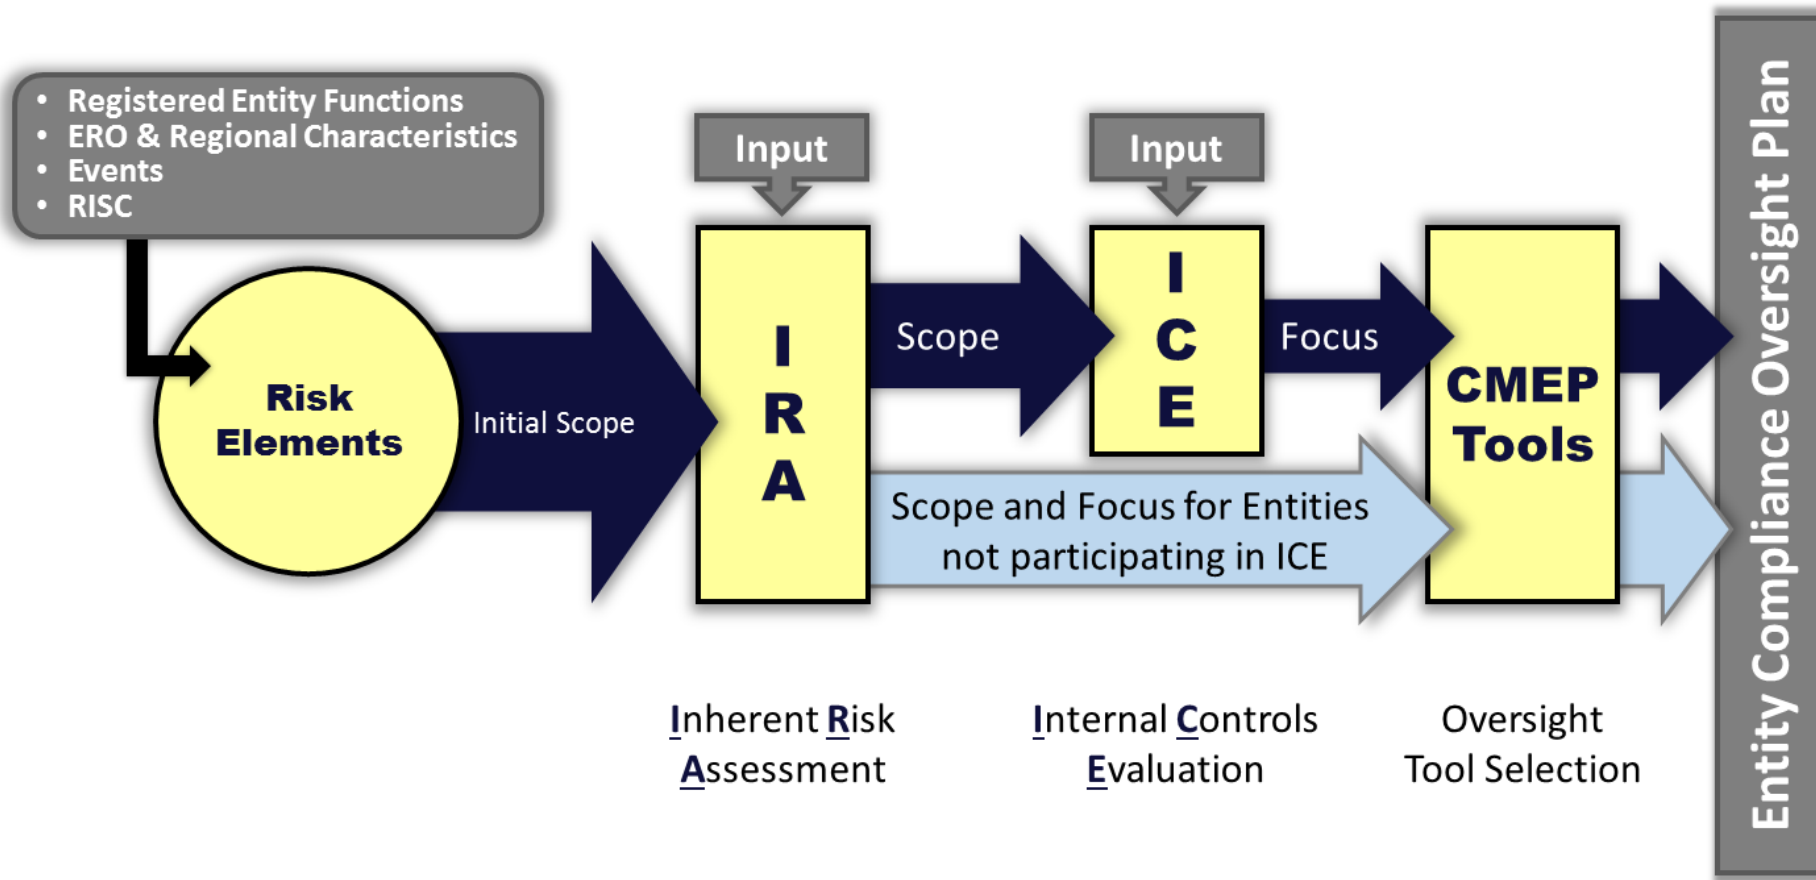 • Registered Entity Functions
• ERO & Regional Characteristics
• Events
• RISC
Risk
Elements
Initial Scope
Input
I
R
A
Scope
Input
I
C
E
Focus
Scope and Focus for Entities
not participating in ICE
CMEP
Tools
Entity Compliance Oversight Plan
Inherent Risk
Assessment
Internal Controls
Evaluation
Oversight
Tool Selection